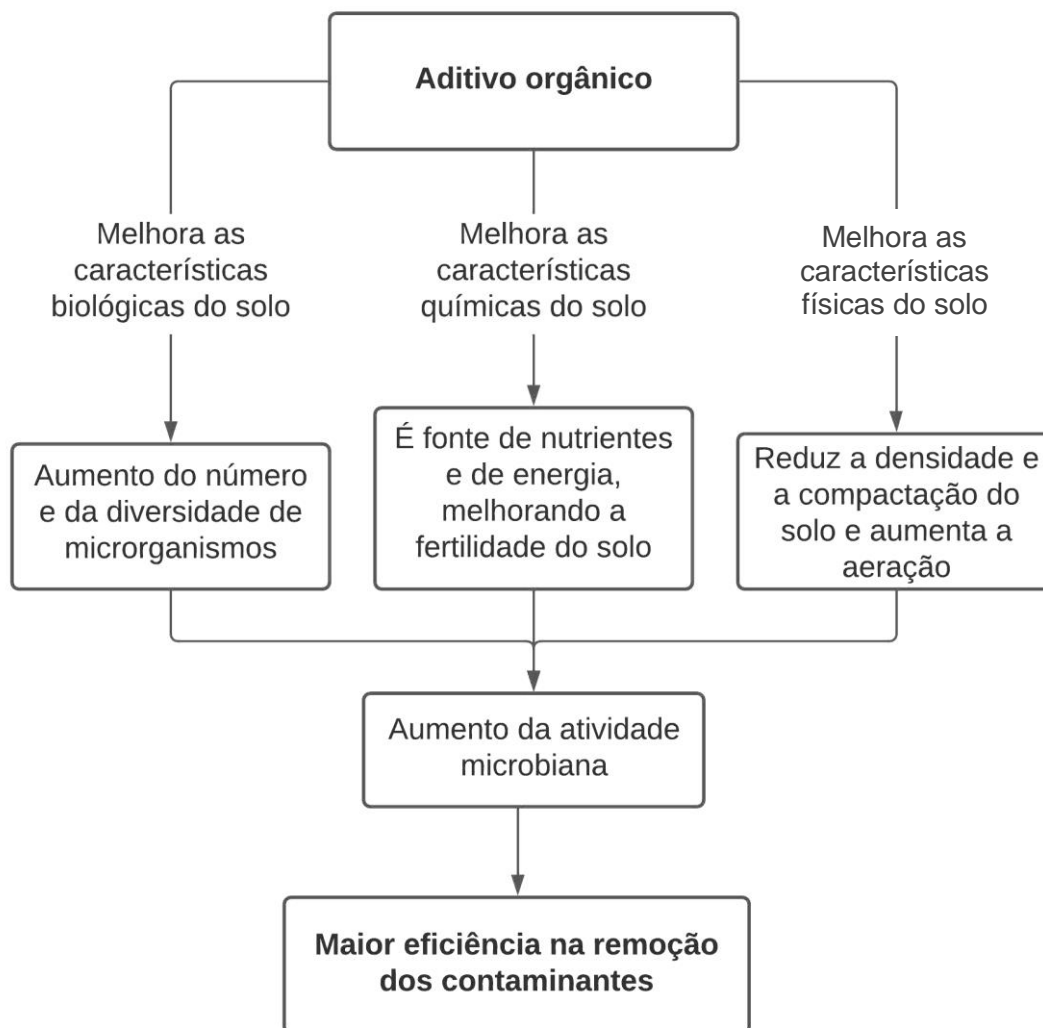 Aditivo orgânico
Melhora as
características
biológicas do solo
Melhora as
características
químicas do solo
Melhora as
características
físicas do solo
Aumento do número
e da diversidade de
microrganismos
É fonte de nutrientes
e de energia,
melhorando a
fertilidade do solo
Reduz a densidade e
a compactação do
solo e aumenta a
aeração
Aumento da atividade
microbiana
Maior eficiência na remoção
dos contaminantes